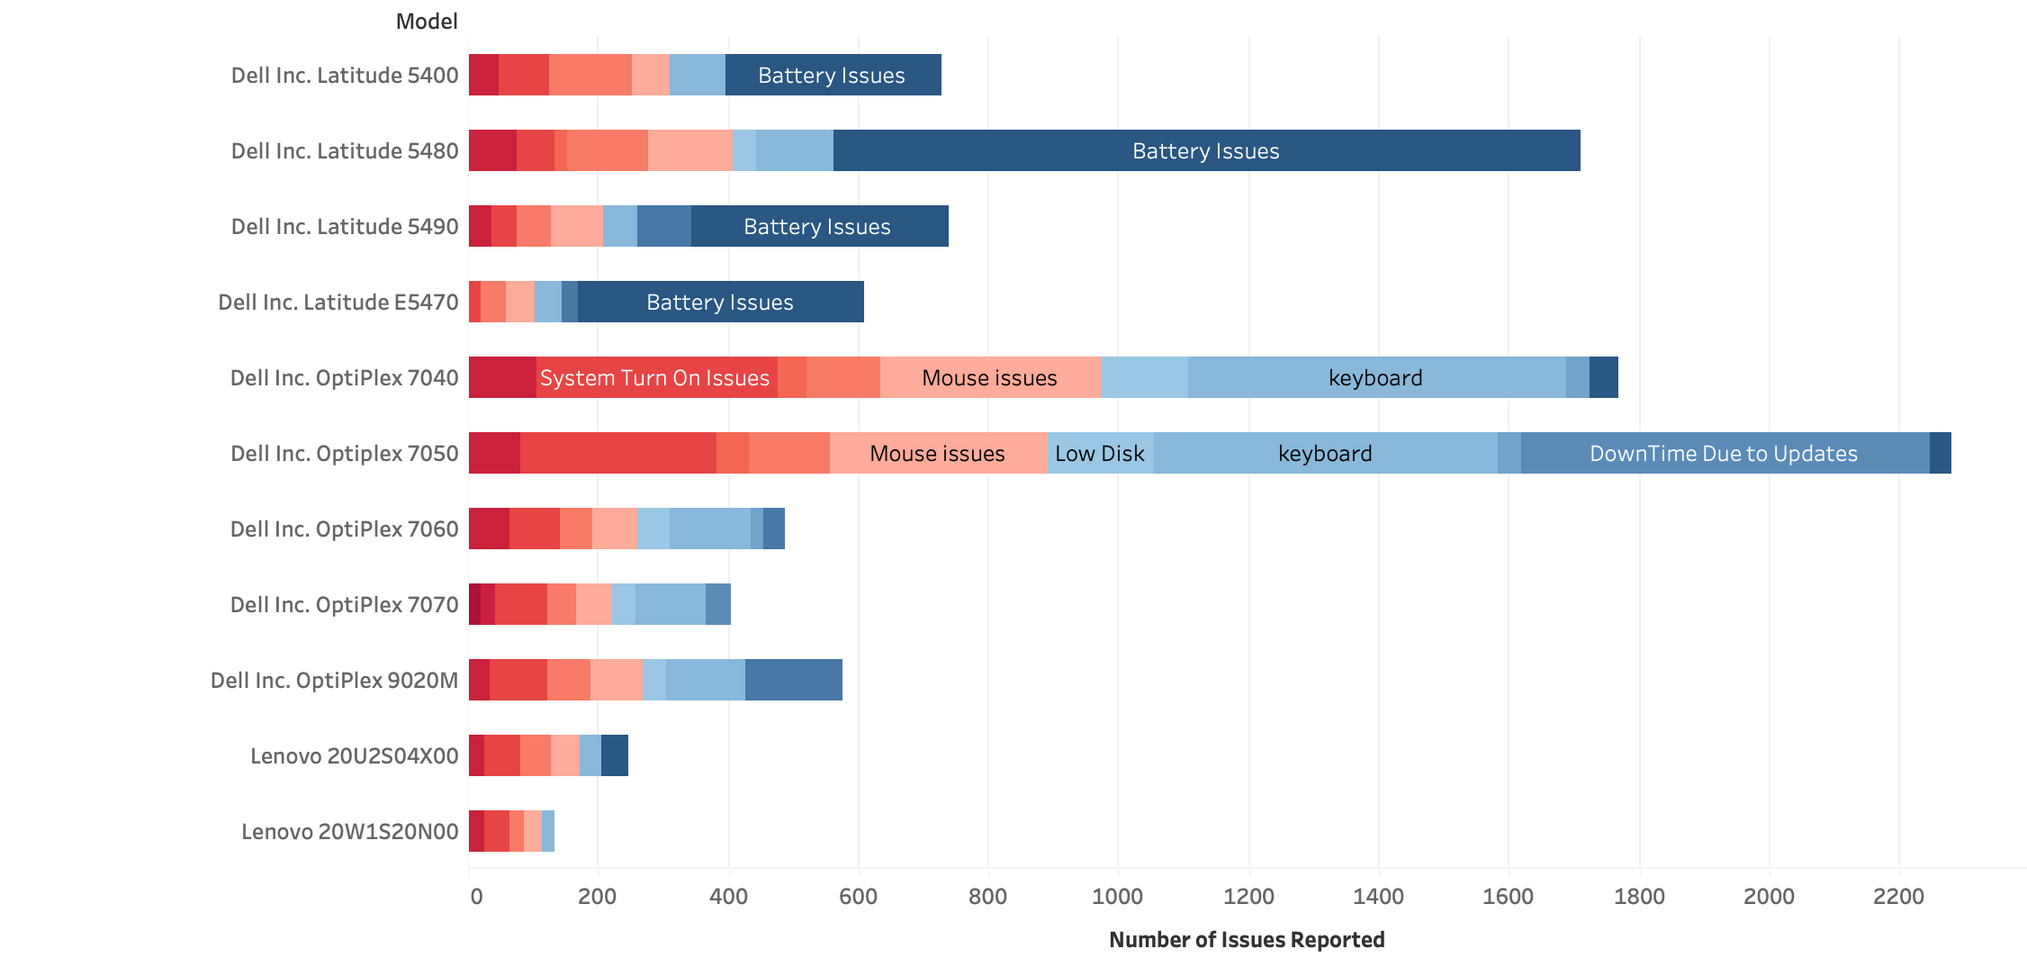 Model
Dell Inc. Latitude 5400
Battery Issues
Dell Inc. Latitude 5480
Battery Issues
Dell Inc. Latitude 5490
Battery Issues
Dell Inc. Latitude E5470
Battery Issues
Dell Inc. OptiPlex 7040
System Turn On Issues
Mouse issues
keyboard
Dell Inc. Optiplex 7050
Mouse issues
Low Disk
keyboard
DownTime Due to Updates
Dell Inc. OptiPlex 7060
Dell Inc. OptiPlex 7070
Dell Inc. OptiPlex 9020M
Lenovo 20U2S04X00
Lenovo 20W1S20N00
0 200 400 600 800 1000 1200 1400 1600 1800 2000 2200
Number of Issues Reported